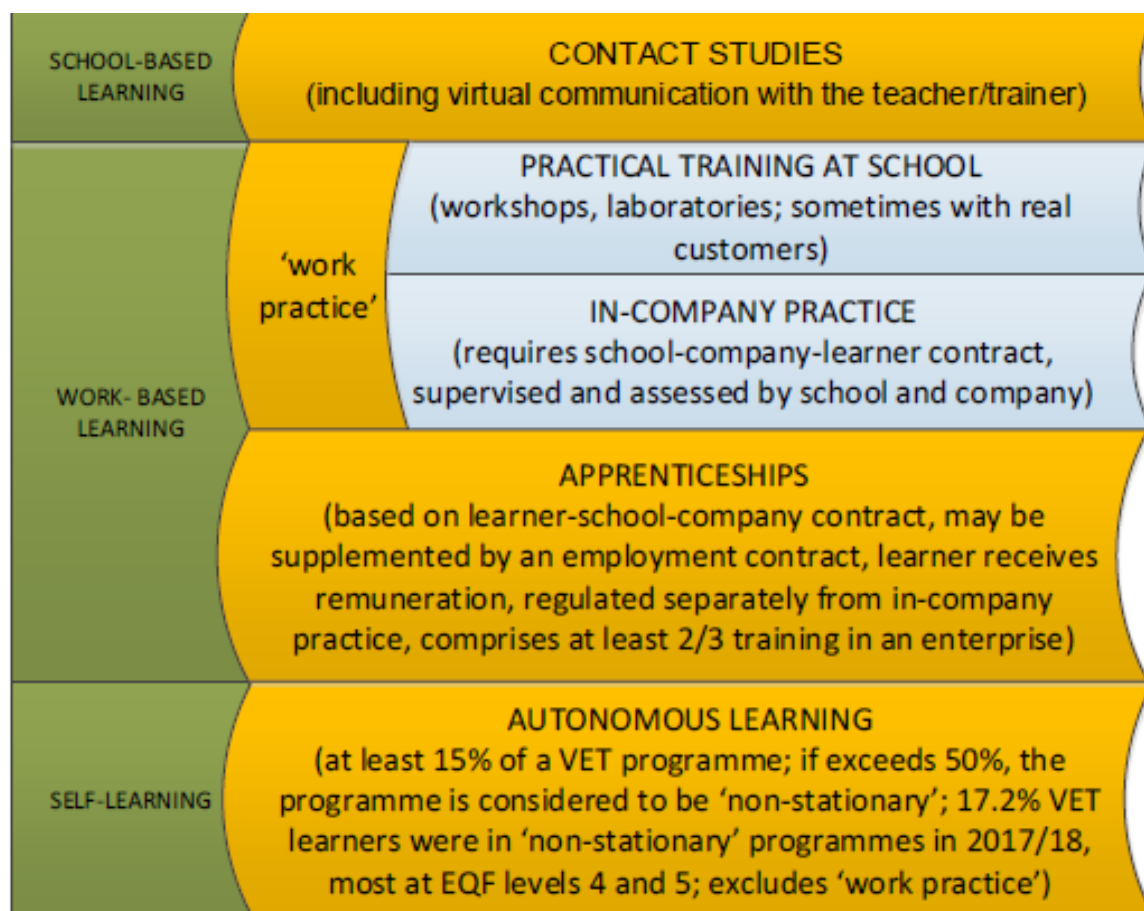 SCHOOL-BASED
LEARNING
CONTACT STUDIES
(including virtual communication with the teacher/trainer)
WORK- BASED
LEARNING
‘work
practice’
PRACTICAL TRAINING AT SCHOOL
(workshops, laboratories; sometimes with real
customers)
IN-COMPANY PRACTICE
(requires school-company-learner contract,
supervised and assessed by school and company)
APPRENTICESHIPS
(based on learner-school-company contract, may be
supplemented by an employment contract, learner receives
remuneration, regulated separately from in-company
practice, comprises at least 2/3 training in an enterprise)
SELF-LEARNING
AUTONOMOUS LEARNING
(at least 15% of a VET programme; if exceeds 50%, the
programme is considered to be ‘non-stationary’; 17.2% VET
learners were in ‘non-stationary’ programmes in 2017/18,
most at EQF levels 4 and 5; excludes ‘work practice’)